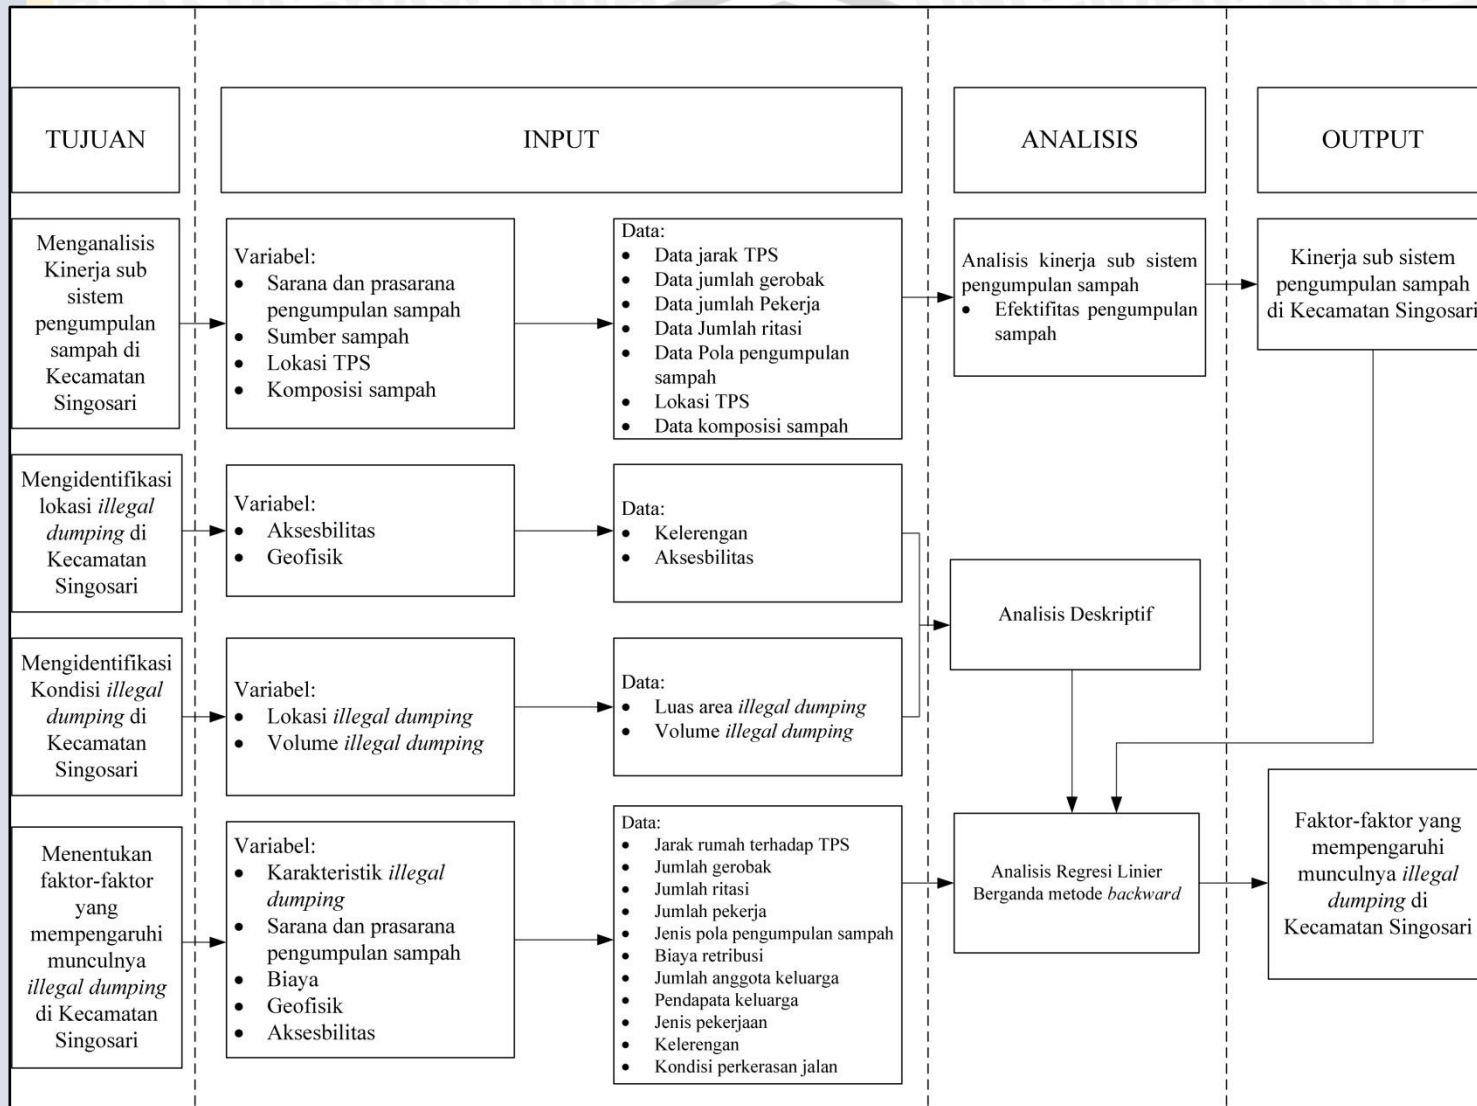 TUJUAN
INPUT
ANALISIS
OUTPUT
Menganalisis
Kinerja sub
sistem
pengumpulan
sampah di
Kecamatan
Singosari
Variabel:
• Sarana dan prasarana
pengumpulan sampah
• Sumber sampah
• Lokasi TPS
• Komposisi sampah
Data:
• Data jarak TPS
• Data jumlah gerobak
• Data jumlah Pekerja
• Data Jumlah ritasi
• Data Pola pengumpulan
sampah
• Lokasi TPS
• Data komposisi sampah
Analisis kinerja sub sistem
pengumpulan sampah
• Efektifitas pengumpulan
sampah
Kinerja sub sistem
pengumpulan sampah
di Kecamatan Singosari
Mengidentifikasi
lokasi illegal
dumping di
Kecamatan
Singosari
Variabel:
• Aksesbilitas
• Geofisik
Data:
• Kelerengan
• Aksesbilitas
Analisis Deskriptif
Mengidentifikasi
Kondisi illegal
dumping di
Kecamatan
Singosari
Variabel:
• Lokasi illegal dumping
• Volume illegal dumping
Data:
• Luas area illegal dumping
• Volume illegal dumping
Menentukan
faktor-faktor
yang
mempengaruhi
munculnya
illegal dumping
di Kecamatan
Singosari
Variabel:
• Karakteristik illegal
dumping
• Sarana dan prasarana
pengumpulan sampah
• Biaya
• Geofisik
• Aksesbilitas
Data:
• Jarak rumah terhadap TPS
• Jumlah gerobak
• Jumlah ritasi
• Jumlah pekerja
• Jenis pola pengumpulan sampah
• Biaya retribusi
• Jumlah anggota keluarga
• Pendapata keluarga
• Jenis pekerjaan
• Kelerengan
• Kondisi perkerasan jalan
Analisis Regresi Linier
Berganda metode backward
Faktor-faktor yang
mempengaruhi
munculnya illegal
dumping di
Kecamatan Singosari